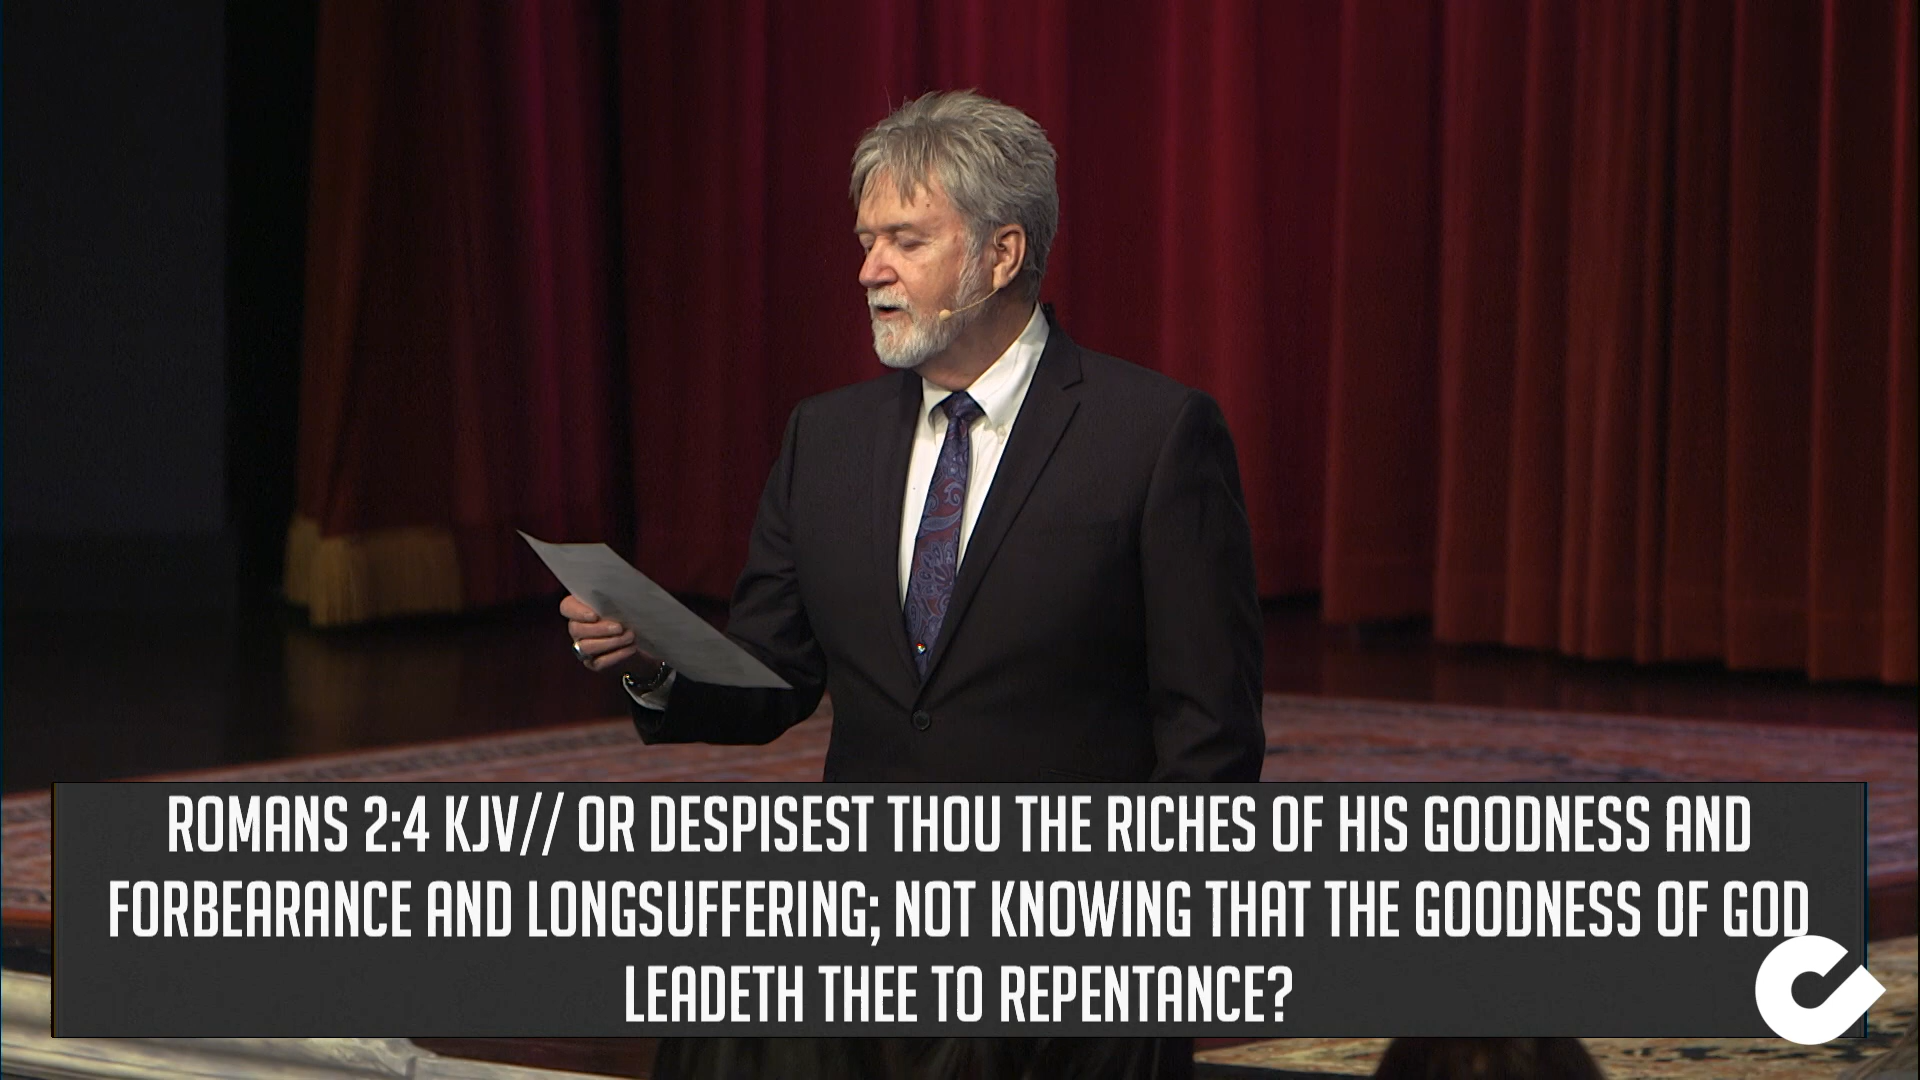 ROMANS 2:4 KJV// OR DESPISEST THOU THE RICHES OF HIS GOODNESS AND
FORBEARANCE AND LONGSUFFERING; NOT KNOWING THAT THE GOODNESS OF GOD
LEADETH THEE TO REPENTANCE?